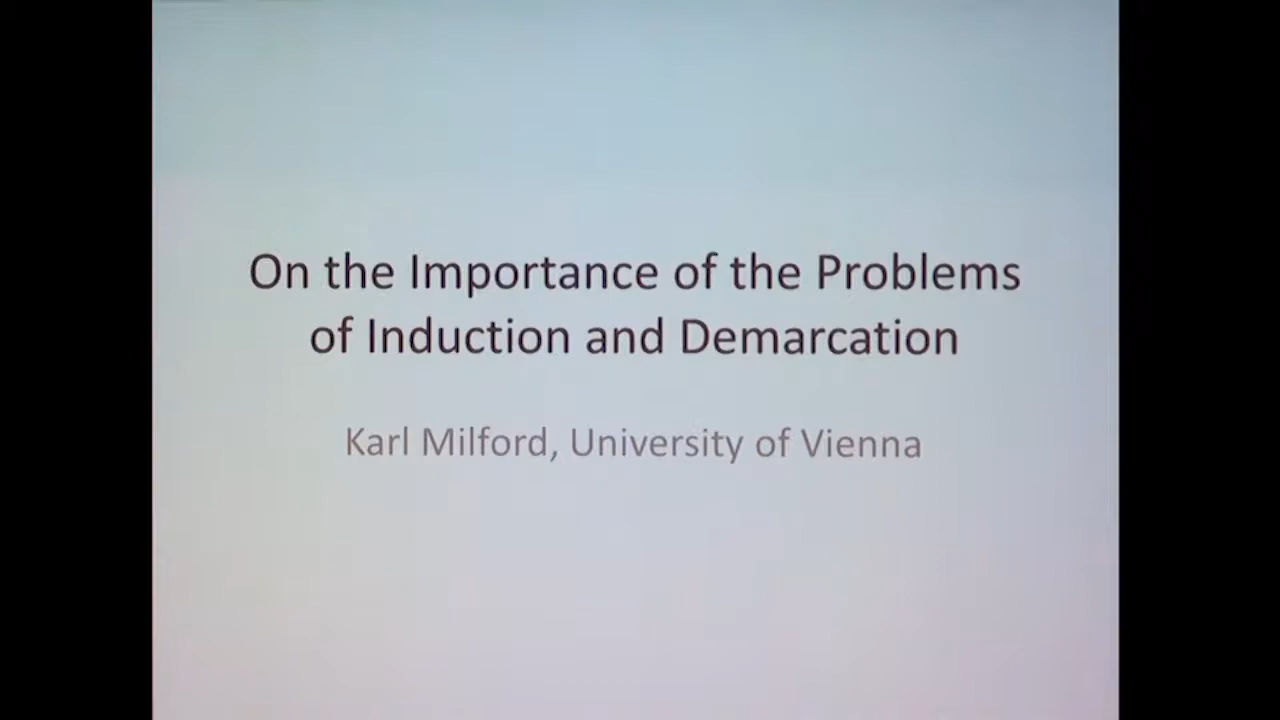 On the Importance of the Problems
of Induction and Demarcation
Karl Milford, University of Vienna